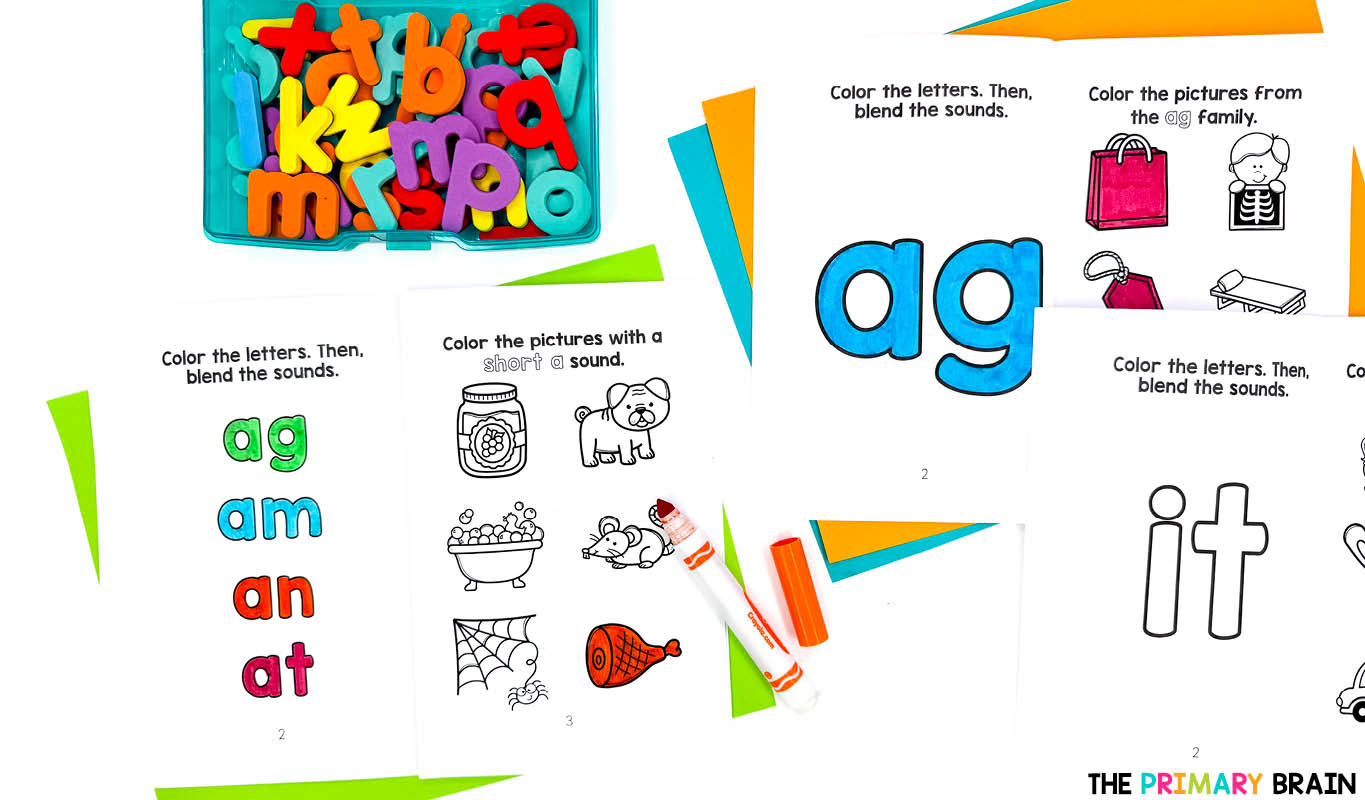 Color the letters. Then,
blend the sounds.
ag
am
an
at
2
Color the pictures with a
short a sound.
3
Color the letters. Then,
blend the sounds.
ag
2
Color the pictures from
the ag family.
Color the letters. Then,
blend the sounds.
it
2
Co
Crayola.com
THE PRIMARY BRAIN